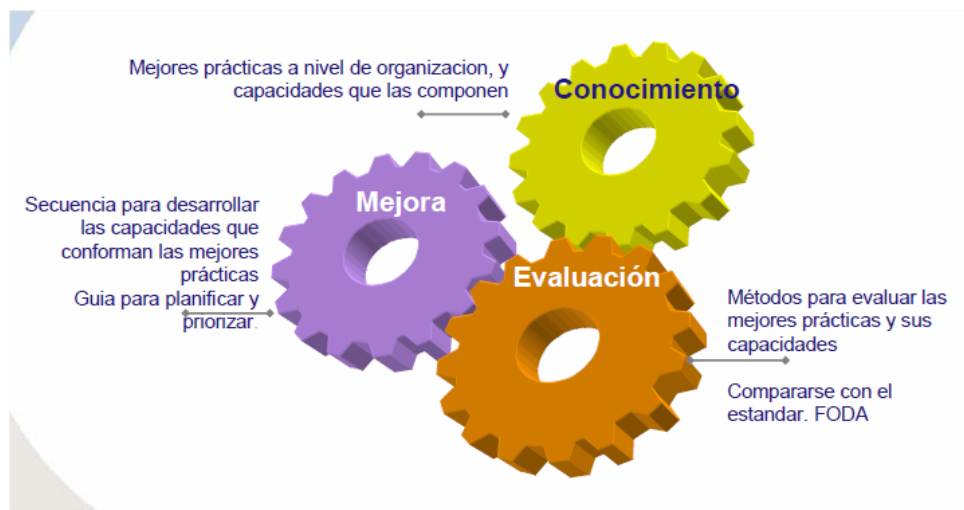 Mejores prácticas a nivel de organizacion, y
capacidades que las componen
Conocimiento
Mejora
Secuencia para desarrollar
las capacidades que
conforman las mejores
prácticas
Guia para planificar y
priorizar.
Evaluación
Métodos para evaluar las
mejores prácticas y sus
capacidades
Compararse con el
estandar. FODA